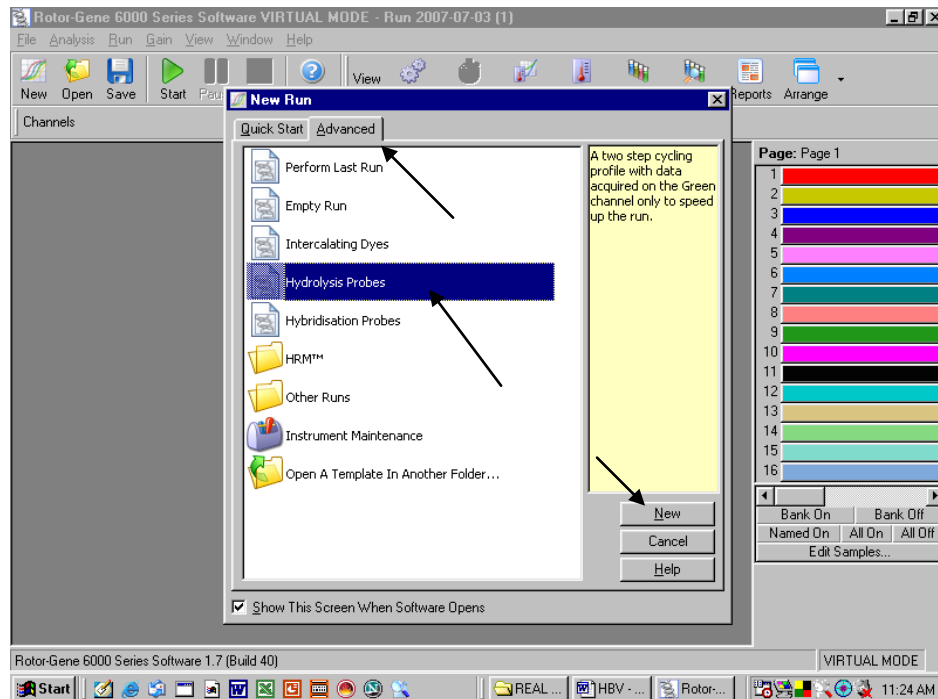 Rotor-Gene 6000 Series Software VIRTUAL MODE - Run 2007-07-03 (1)
File Analysis Run Gain View Window Help
New Open Save Start Pau View Reports Arrange
Channels
New Run
Quick Start Advanced
Perform Last Run
Empty Run
Intercalating Dyes
Hydrolysis Probes
Hybridisation Probes
HRM™
Other Runs
Instrument Maintenance
Open A Template In Another Folder...
A two step cycling
profile with data
acquired on the Green
channel only to speed
up the run.
New
Cancel
Help
Show This Screen When Software Opens
Page: Page 1
1
2
3
4
5
6
7
8
9
10
11
12
13
14
15
16
Bank On Bank Off
Named On All On All Off
Edit Samples...
Rotor-Gene 6000 Series Software 1.7 (Build 40) VIRTUAL MODE
Start REAL ... HBV - ... Rotor-... 11:24 AM